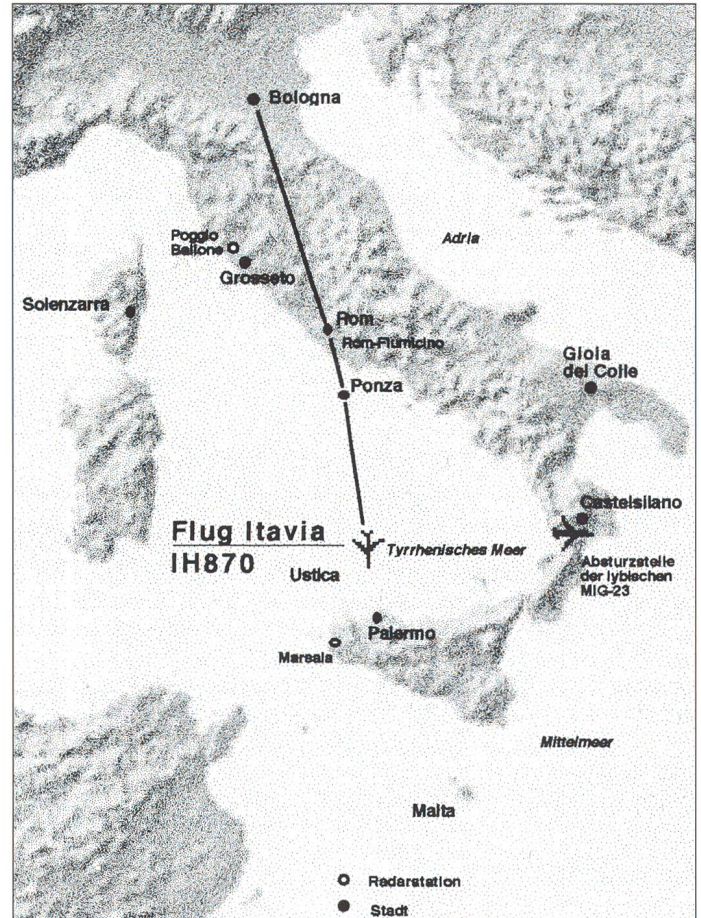 Bologna
Poggio
Ballone
Grosseto
Adria
Solenzarra
Rom
Rom-Fiumicino
Gioia
del Colle
Ponza
Castelsilano
Flug Itavia
IH870
Tyrrhenisches Meer
Ustica
Absturzstelle
der lybischen
MIG-23
Palermo
Marsala
Mittelmeer
Malta
Radarstation
Stadt